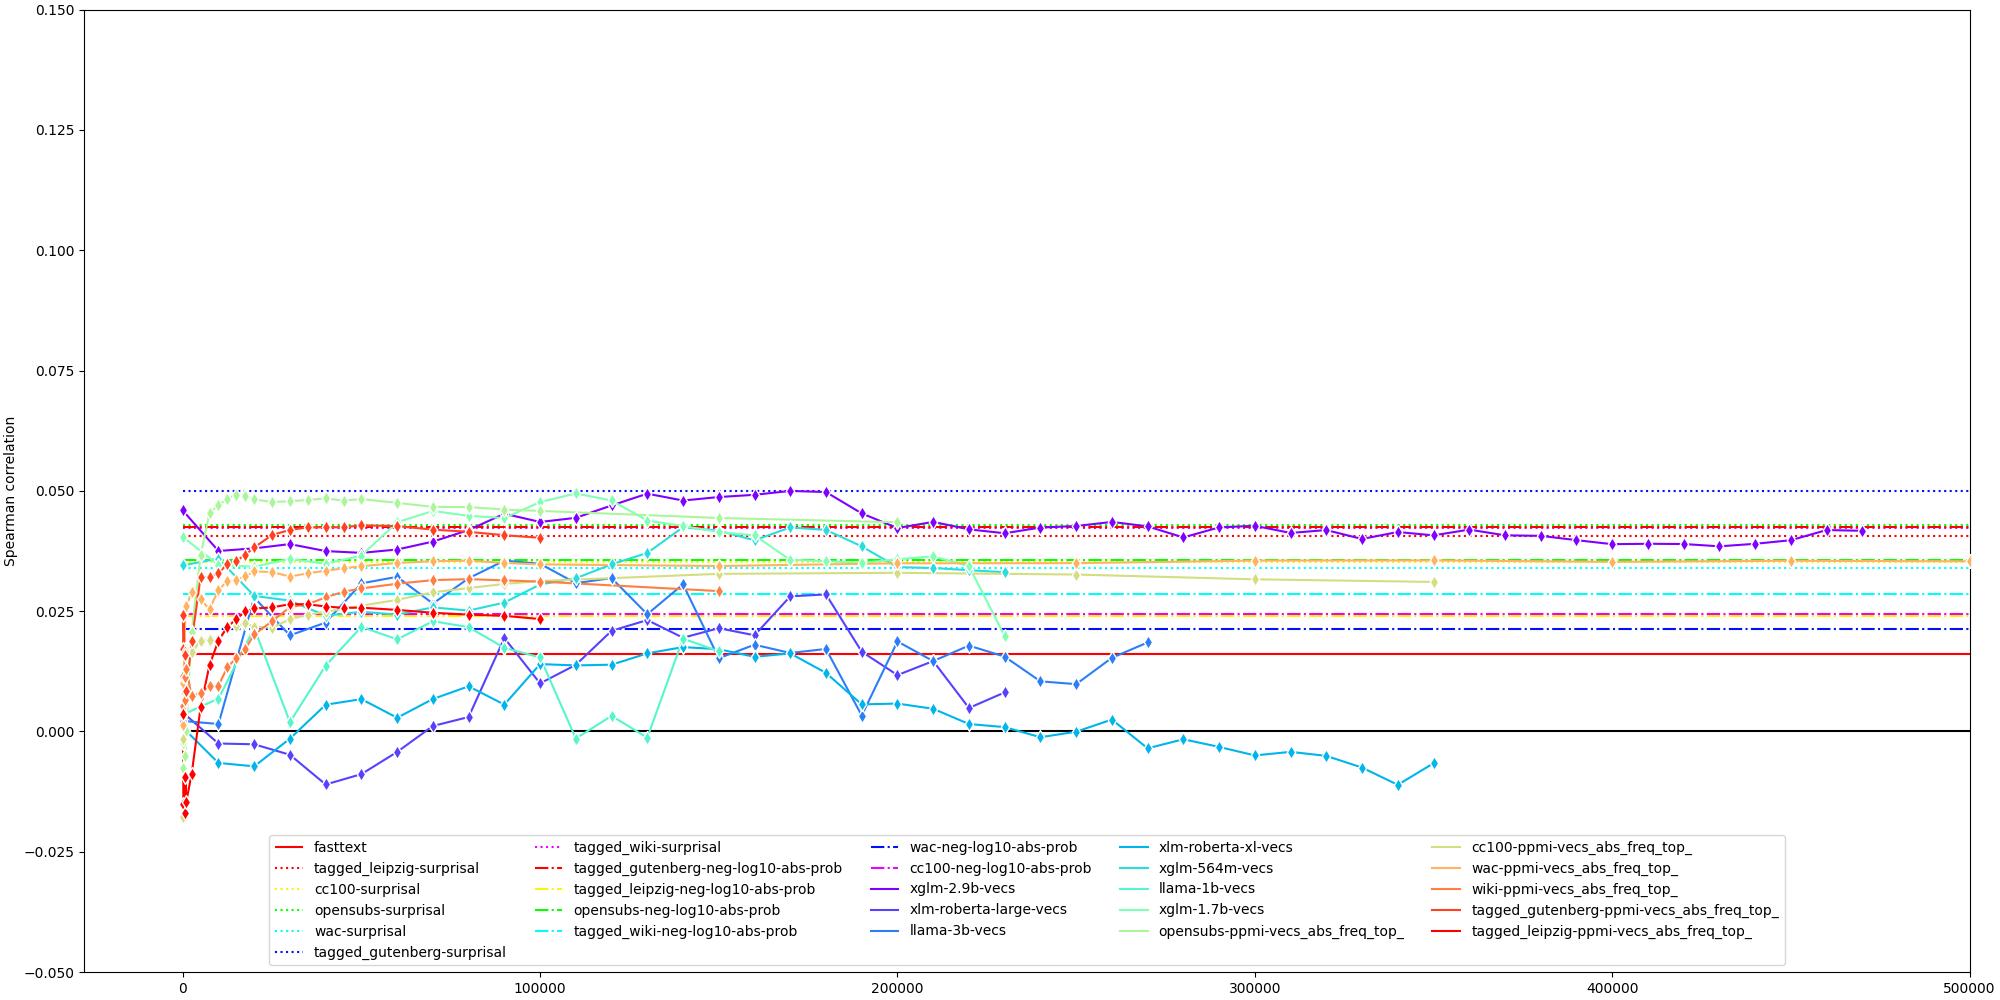 0.150
0.125
0.100
0.075
0.050
0.025
0.000
−0.025
−0.050
Spearman correlation
0
100000
200000
300000
400000
500000
fasttext
tagged_leipzig-surprisal
cc100-surprisal
opensubs-surprisal
wac-surprisal
tagged_gutenberg-surprisal
tagged_wiki-surprisal
tagged_gutenberg-neg-log10-abs-prob
tagged_leipzig-neg-log10-abs-prob
opensubs-neg-log10-abs-prob
tagged_wiki-neg-log10-abs-prob
wac-neg-log10-abs-prob
cc100-neg-log10-abs-prob
xglm-2.9b-vecs
xlm-roberta-large-vecs
llama-3b-vecs
xlm-roberta-xl-vecs
xglm-564m-vecs
llama-1b-vecs
xglm-1.7b-vecs
opensubs-ppmi-vecs_abs_freq_top_
cc100-ppmi-vecs_abs_freq_top_
wac-ppmi-vecs_abs_freq_top_
wiki-ppmi-vecs_abs_freq_top_
tagged_gutenberg-ppmi-vecs_abs_freq_top_
tagged_leipzig-ppmi-vecs_abs_freq_top_